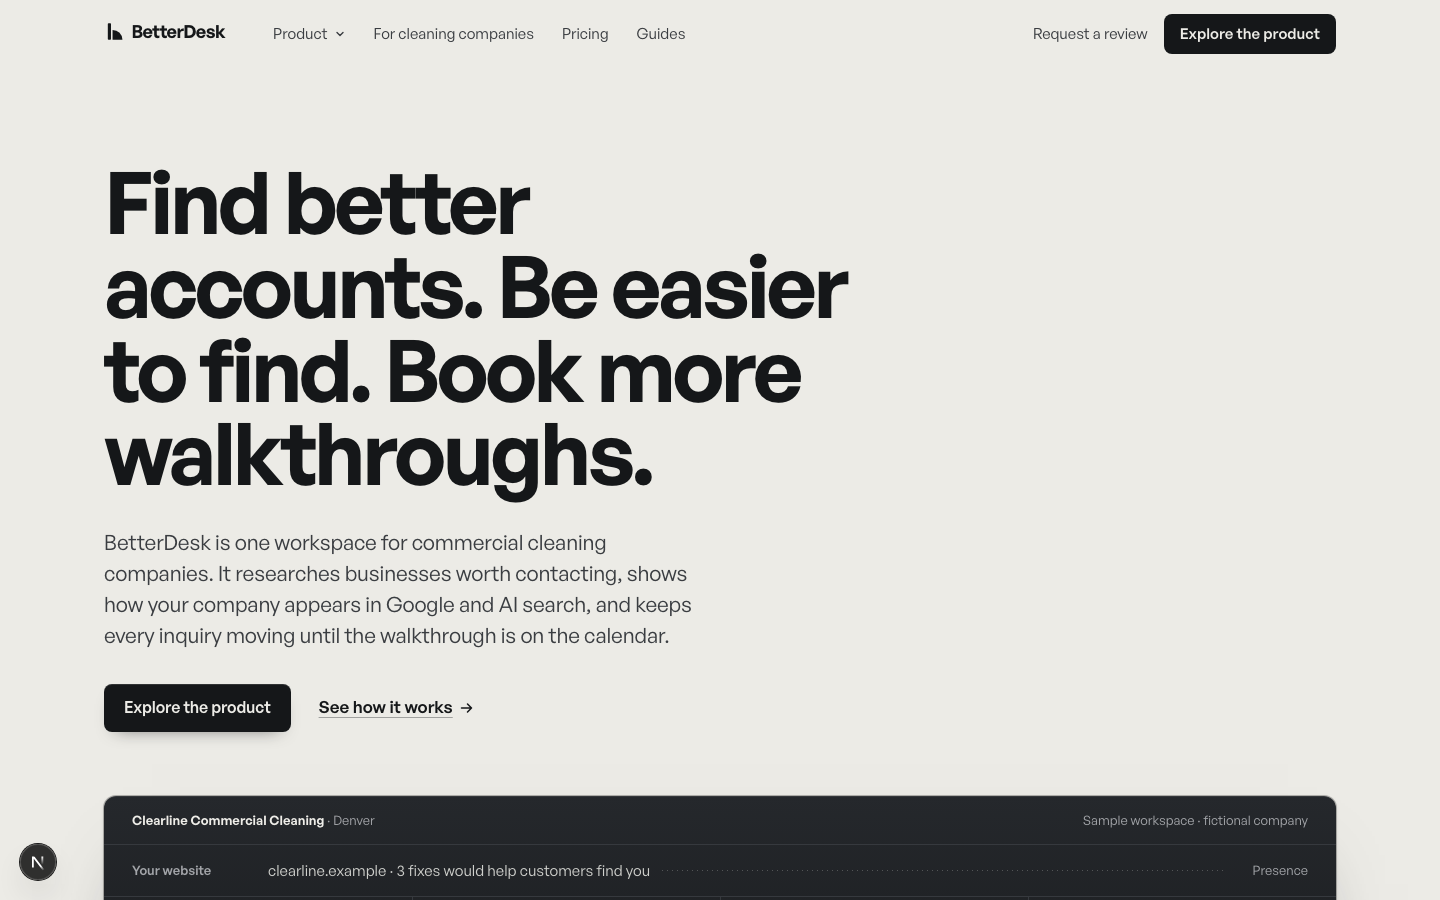 BetterDesk
Product
For cleaning companies
Pricing
Guides
Request a review
Explore the product
Find better
accounts. Be easier
to find. Book more
walkthroughs.
BetterDesk is one workspace for commercial cleaning
companies. It researches businesses worth contacting, shows
how your company appears in Google and AI search, and keeps
every inquiry moving until the walkthrough is on the calendar.
Explore the product
See how it works →
Clearline Commercial Cleaning · Denver
Sample workspace · fictional company
Your website
clearline.example · 3 fixes would help customers find you
Presence
N